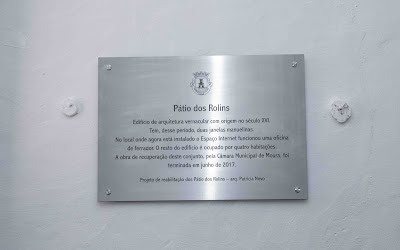 Pátio dos Rolins
Edifício de arquitetura vernacular com origem no século XVI.
Tem, desse período, duas janelas manuelinas.
No local onde agora está instalado o Espaço Internet funcionou uma oficina
de ferrador. O resto do edifício é ocupado por quatro habitações.
A obra de recuperação deste conjunto, pela Câmara Municipal de Moura, foi
terminada em junho de 2017.
Projeto de reabilitação dos Pátio dos Rolins – arq. Patrícia Novo